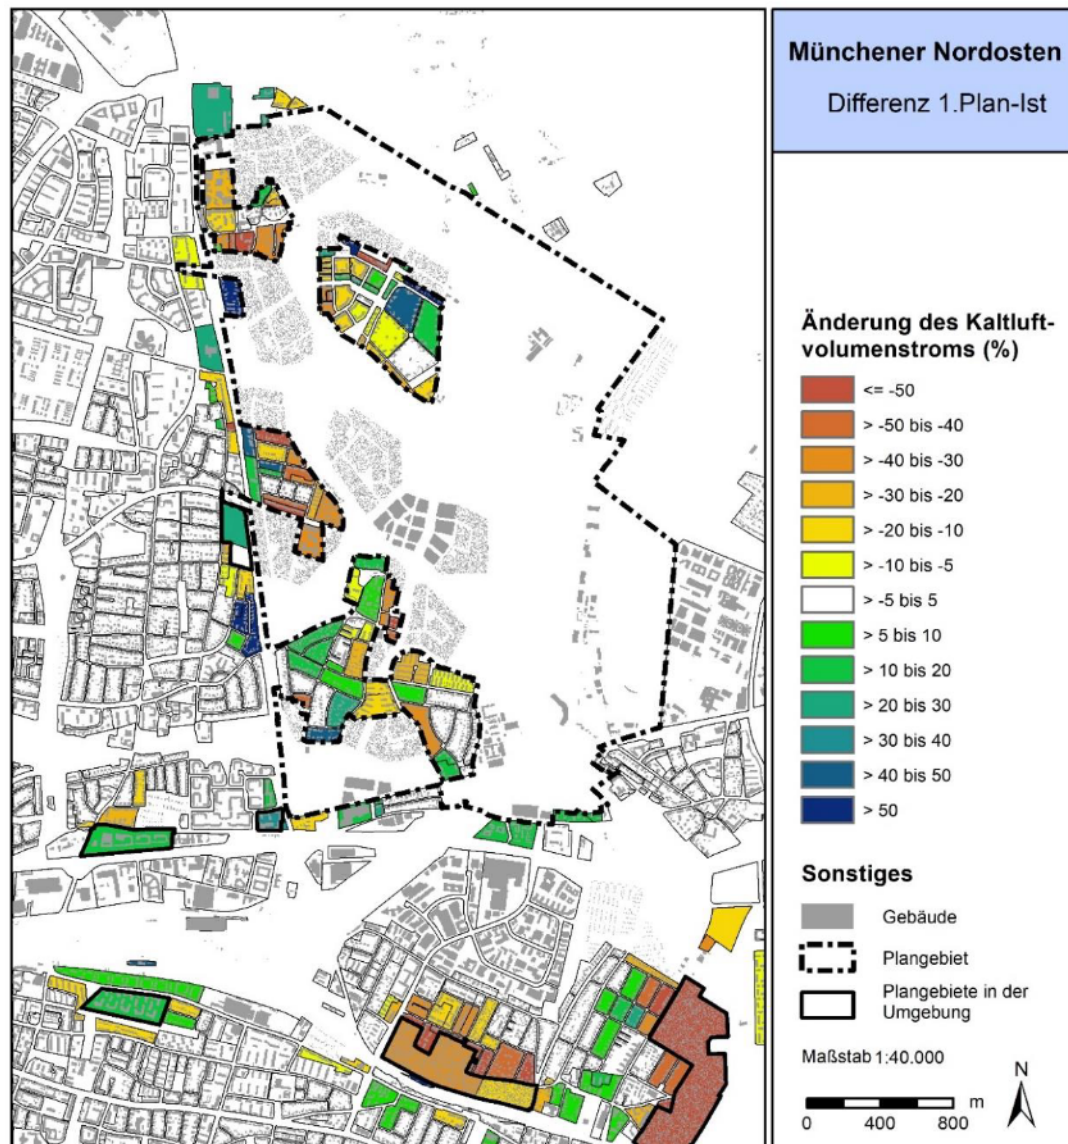 Münchener Nordosten
Differenz 1.Plan-Ist
Änderung des Kaltluft-
volumenstroms (%)
<= -50
> -50 bis -40
> -40 bis -30
> -30 bis -20
> -20 bis -10
> -10 bis -5
> -5 bis 5
> 5 bis 10
> 10 bis 20
> 20 bis 30
> 30 bis 40
> 40 bis 50
> 50
Sonstiges
Gebäude
Plangebiet
Plangebiete in der
Umgebung
Maßstab 1:40.000
N
m
0 400 800